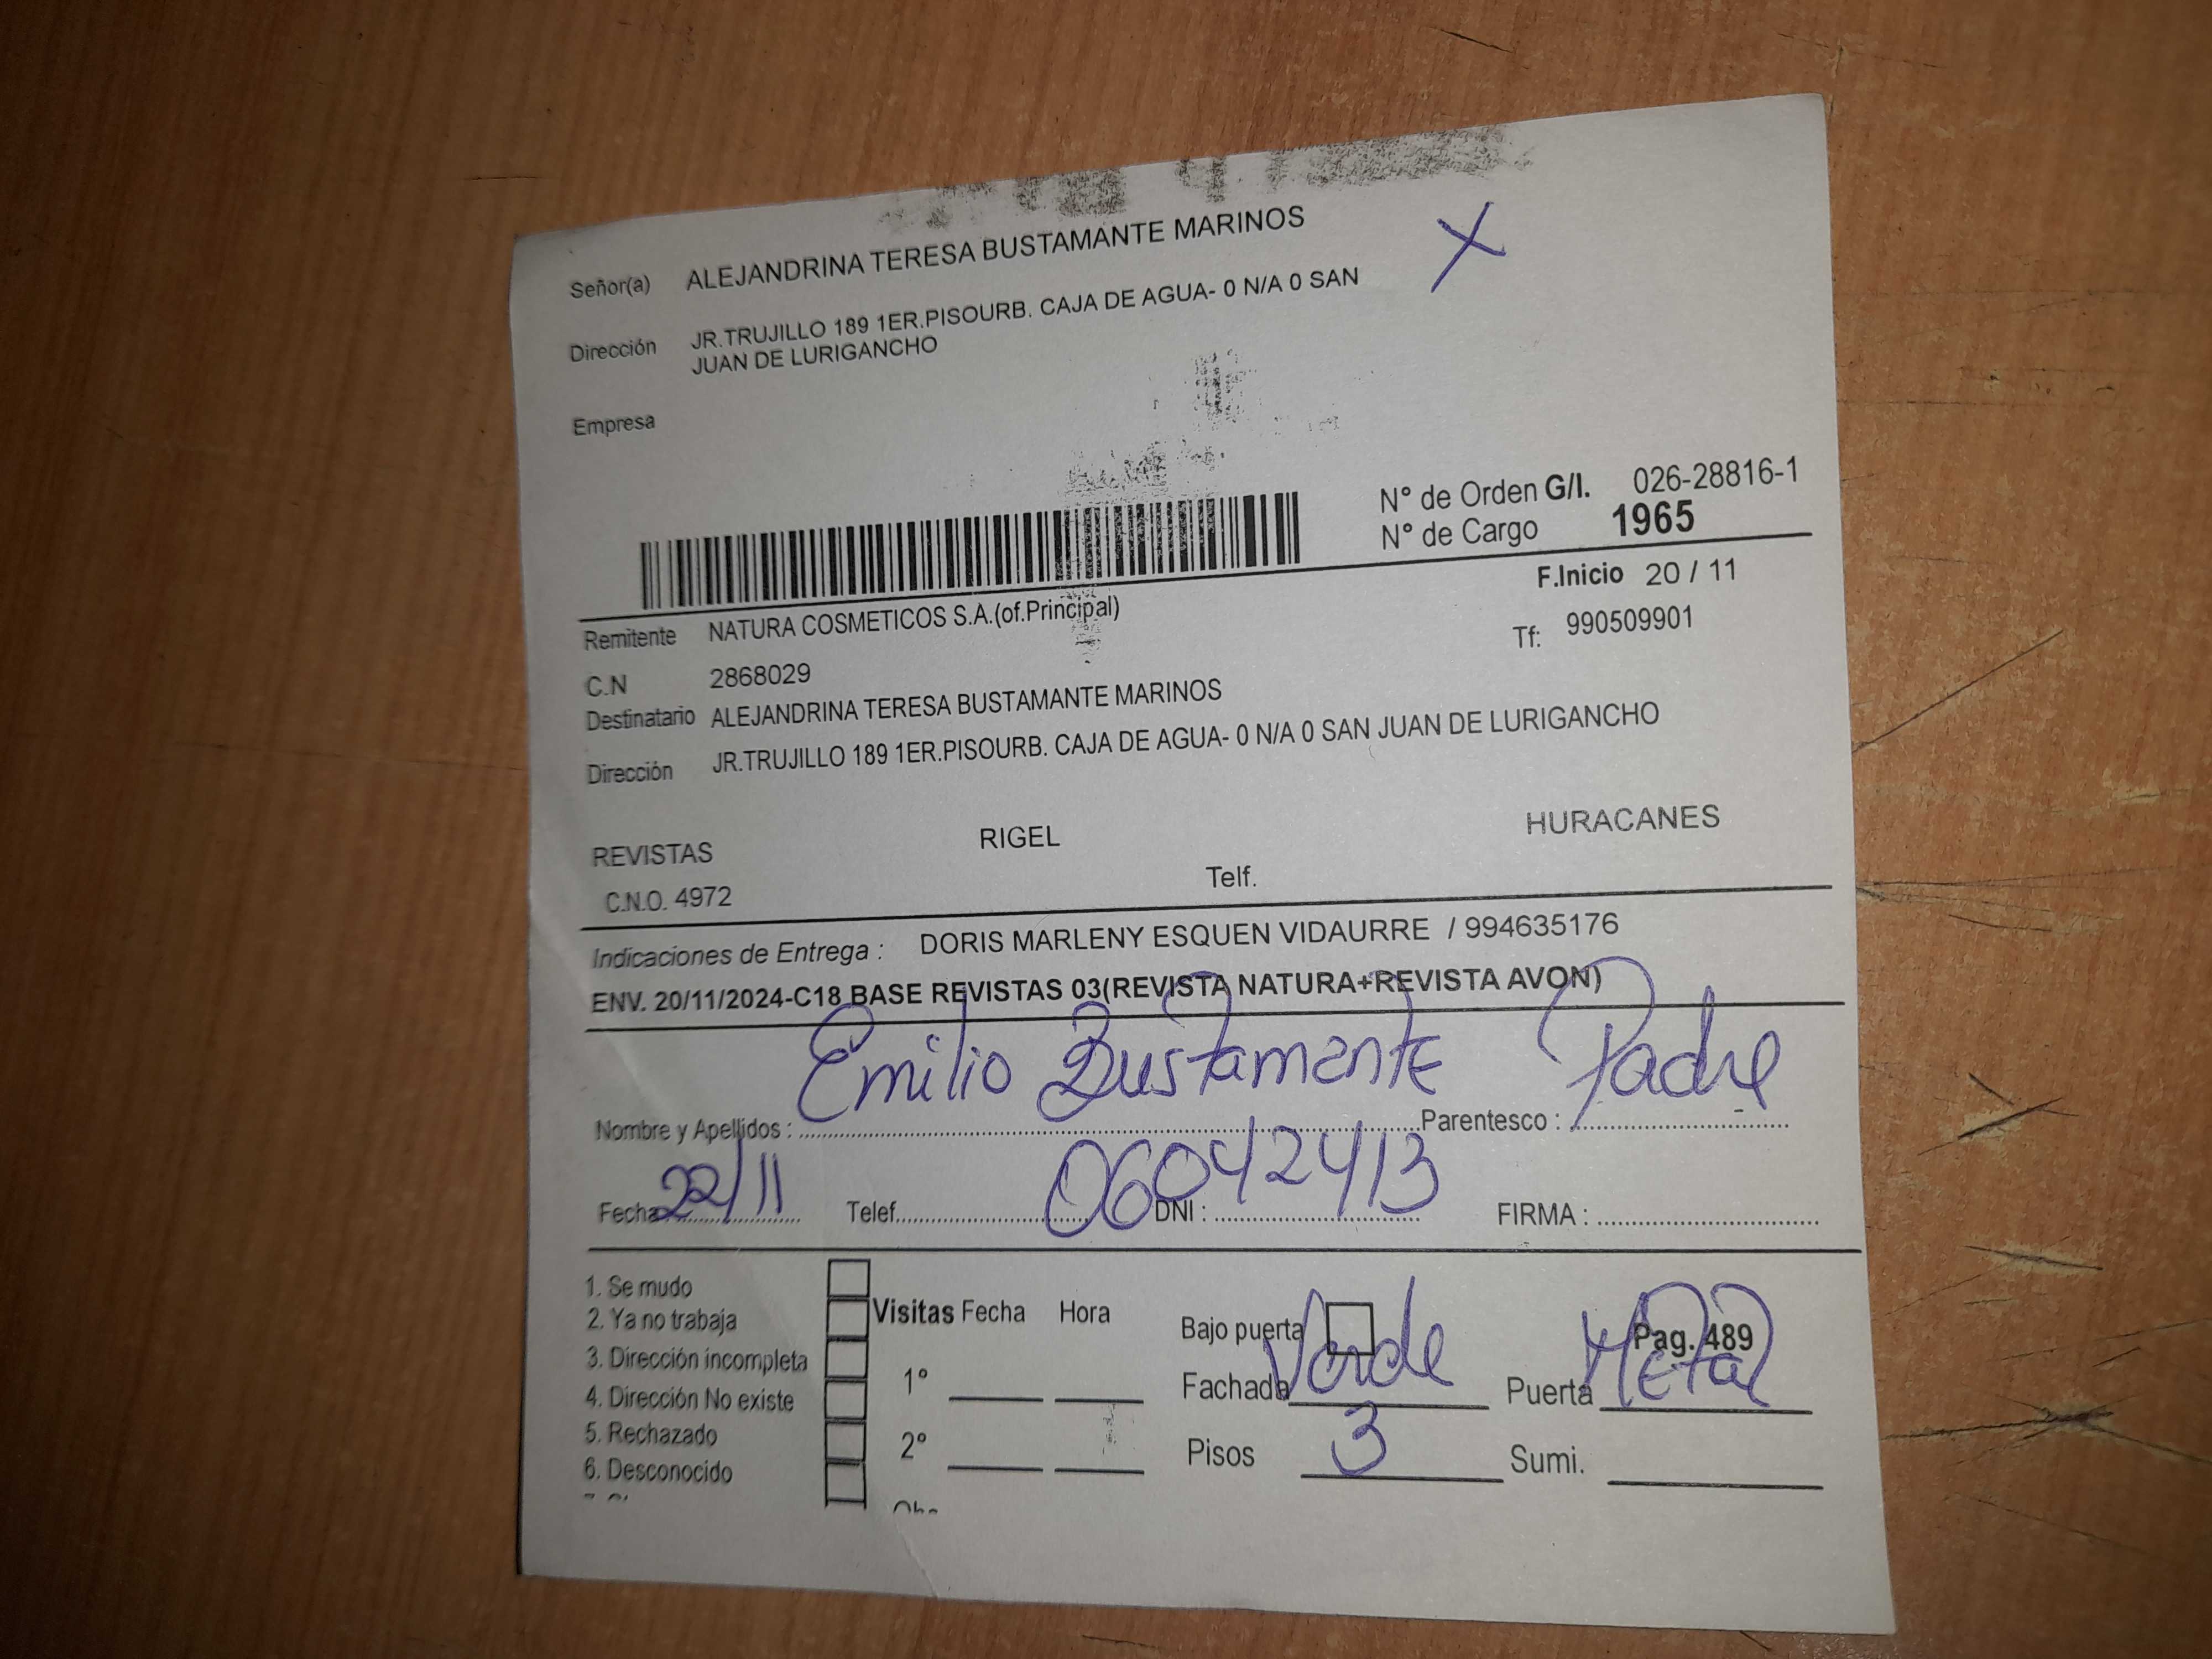 Señor(a) ALEJANDRINA TERESA BUSTAMANTE MARINOS
Dirección JR.TRUJILLO 189 1ER.PISOURB. CAJA DE AGUA- 0 N/A 0 SAN
JUAN DE LURIGANCHO
X
Empresa
N° de Orden G/I. 026-28816-1
N° de Cargo 1965
F.Inicio 20 / 11
Remitente NATURA COSMETICOS S.A.(of.Principal)
Tf: 990509901
C.N 2868029
Destinatario ALEJANDRINA TERESA BUSTAMANTE MARINOS
Dirección JR.TRUJILLO 189 1ER.PISOURB. CAJA DE AGUA- 0 N/A 0 SAN JUAN DE LURIGANCHO
REVISTAS RIGEL HURACANES
C.N.O. 4972 Telf.
Indicaciones de Entrega : DORIS MARLENY ESQUEN VIDAURRE / 994635176
ENV. 20/11/2024-C18 BASE REVISTAS 03(REVISTA NATURA+REVISTA AVON)
Nombre y Apellidos : Emilio Bustamante Parentesco : Padre
Fecha 22/11 Telef. DNI : 06042413 FIRMA :
1. Se mudo
2. Ya no trabaja
3. Dirección incompleta
4. Dirección No existe
5. Rechazado
6. Desconocido
Visitas Fecha Hora
1°
2°
Bajo puerta Pag. 489
Fachada Verde Puerta Metal
Pisos 3 Sumi.